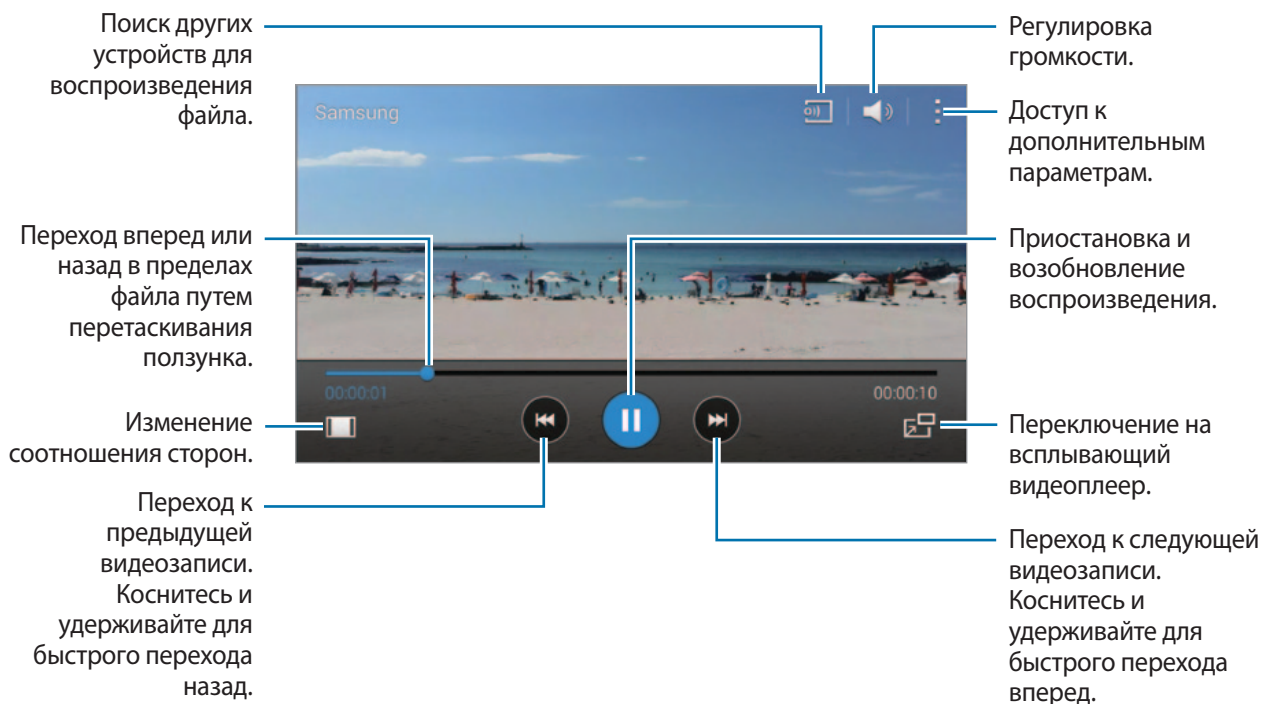 Поиск других
устройств для
воспроизведения
файла.
Регулировка
громкости.
Samsung
Доступ к
дополнительным
параметрам.
Переход вперед или
назад в пределах
файла путем
перетаскивания
ползунка.
Приостановка и
возобновление
воспроизведения.
00:00:01
00:00:10
Изменение
соотношения сторон.
Переключение на
всплывающий
видеоплеер.
Переход к
предыдущей
видеозаписи.
Коснитесь и
удерживайте для
быстрого перехода
назад.
Переход к следующей
видеозаписи.
Коснитесь и
удерживайте для
быстрого перехода
вперед.